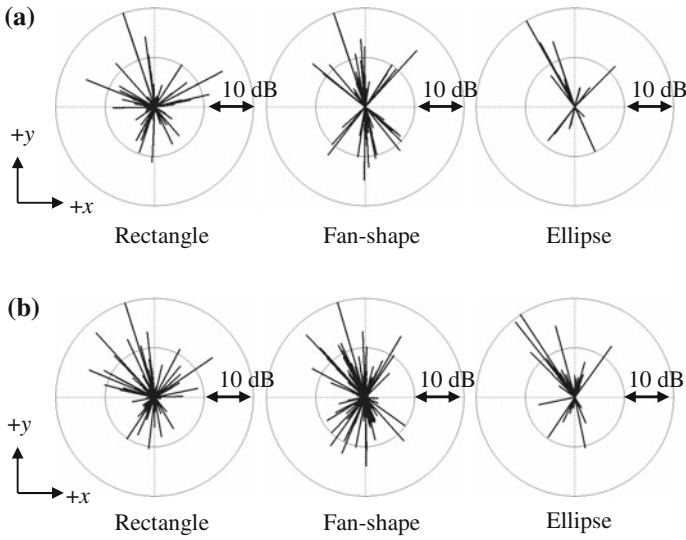 (a)
10 dB 10 dB 10 dB
+y
+x
Rectangle Fan-shape Ellipse
(b)
10 dB 10 dB 10 dB
+y
+x
Rectangle Fan-shape Ellipse